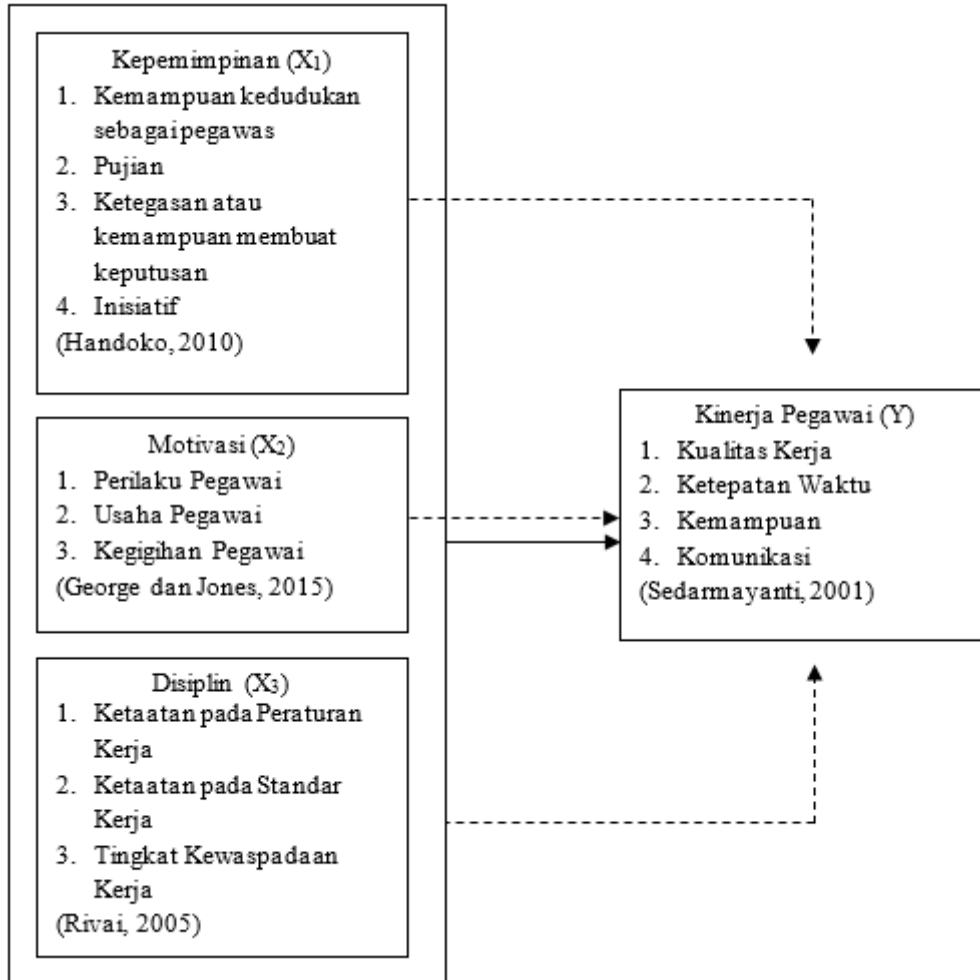 Kepemimpinan (X1)
1. Kemampuan kedudukan
sebagai pegawas
2. Pujian
3. Ketegasan atau
kemampuan membuat
keputusan
4. Inisiatif
(Handoko, 2010)
Motivasi (X2)
1. Perilaku Pegawai
2. Usaha Pegawai
3. Kegigihan Pegawai
(George dan Jones, 2015)
Disiplin (X3)
1. Ketaatan pada Peraturan
Kerja
2. Ketaatan pada Standar
Kerja
3. Tingkat Kewaspadaan
Kerja
(Rivai, 2005)
Kinerja Pegawai (Y)
1. Kualitas Kerja
2. Ketepatan Waktu
3. Kemampuan
4. Komunikasi
(Sedarmayanti, 2001)